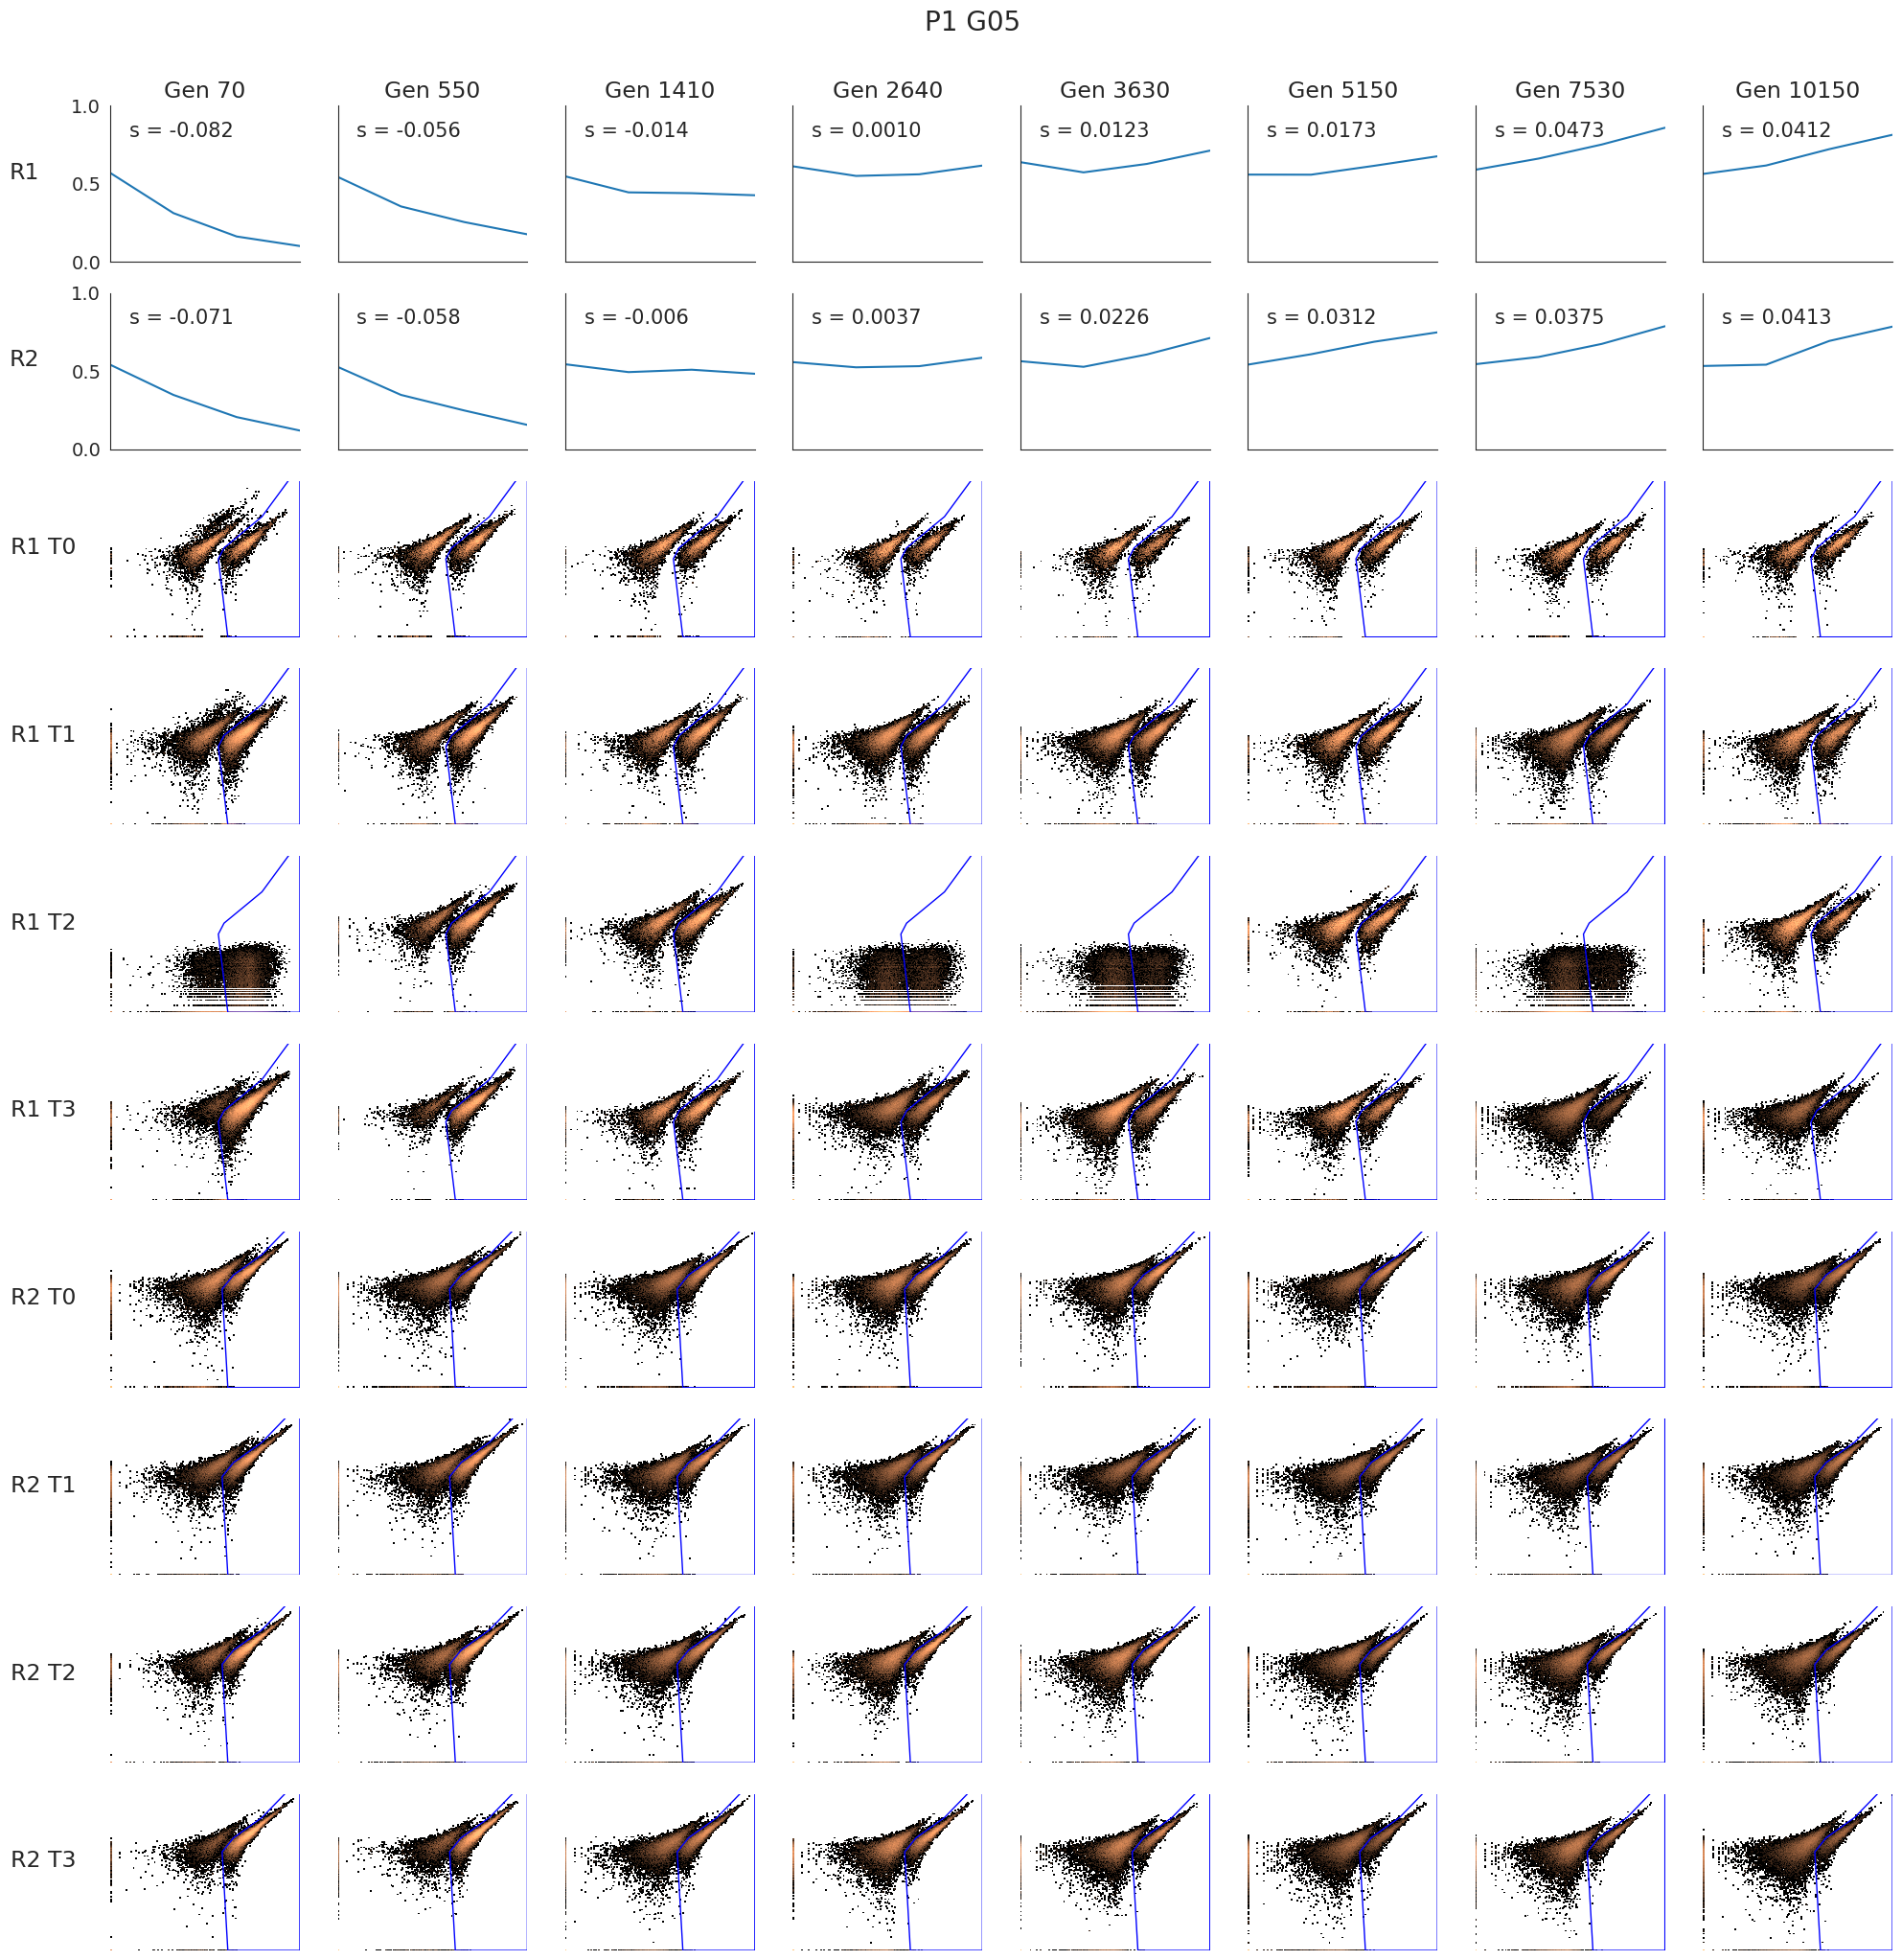 P1 G05
Gen 70 Gen 550 Gen 1410 Gen 2640 Gen 3630 Gen 5150 Gen 7530 Gen 10150
R1
1.0
0.5
0.0
s = -0.082 s = -0.056 s = -0.014 s = 0.0010 s = 0.0123 s = 0.0173 s = 0.0473 s = 0.0412
R2
1.0
0.5
0.0
s = -0.071 s = -0.058 s = -0.006 s = 0.0037 s = 0.0226 s = 0.0312 s = 0.0375 s = 0.0413
R1 T0
R1 T1
R1 T2
R1 T3
R2 T0
R2 T1
R2 T2
R2 T3